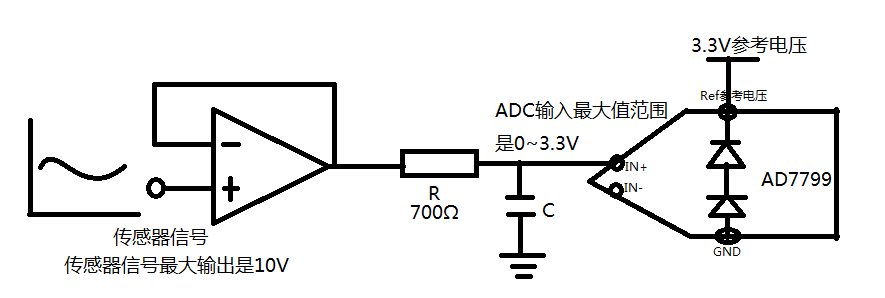 3.3V参考电压
Ref参考电压
ADC输入最大值范围
是0~3.3V
IN+
IN-
AD7799
R
700Ω
C
GND
传感器信号
传感器信号最大输出是10V